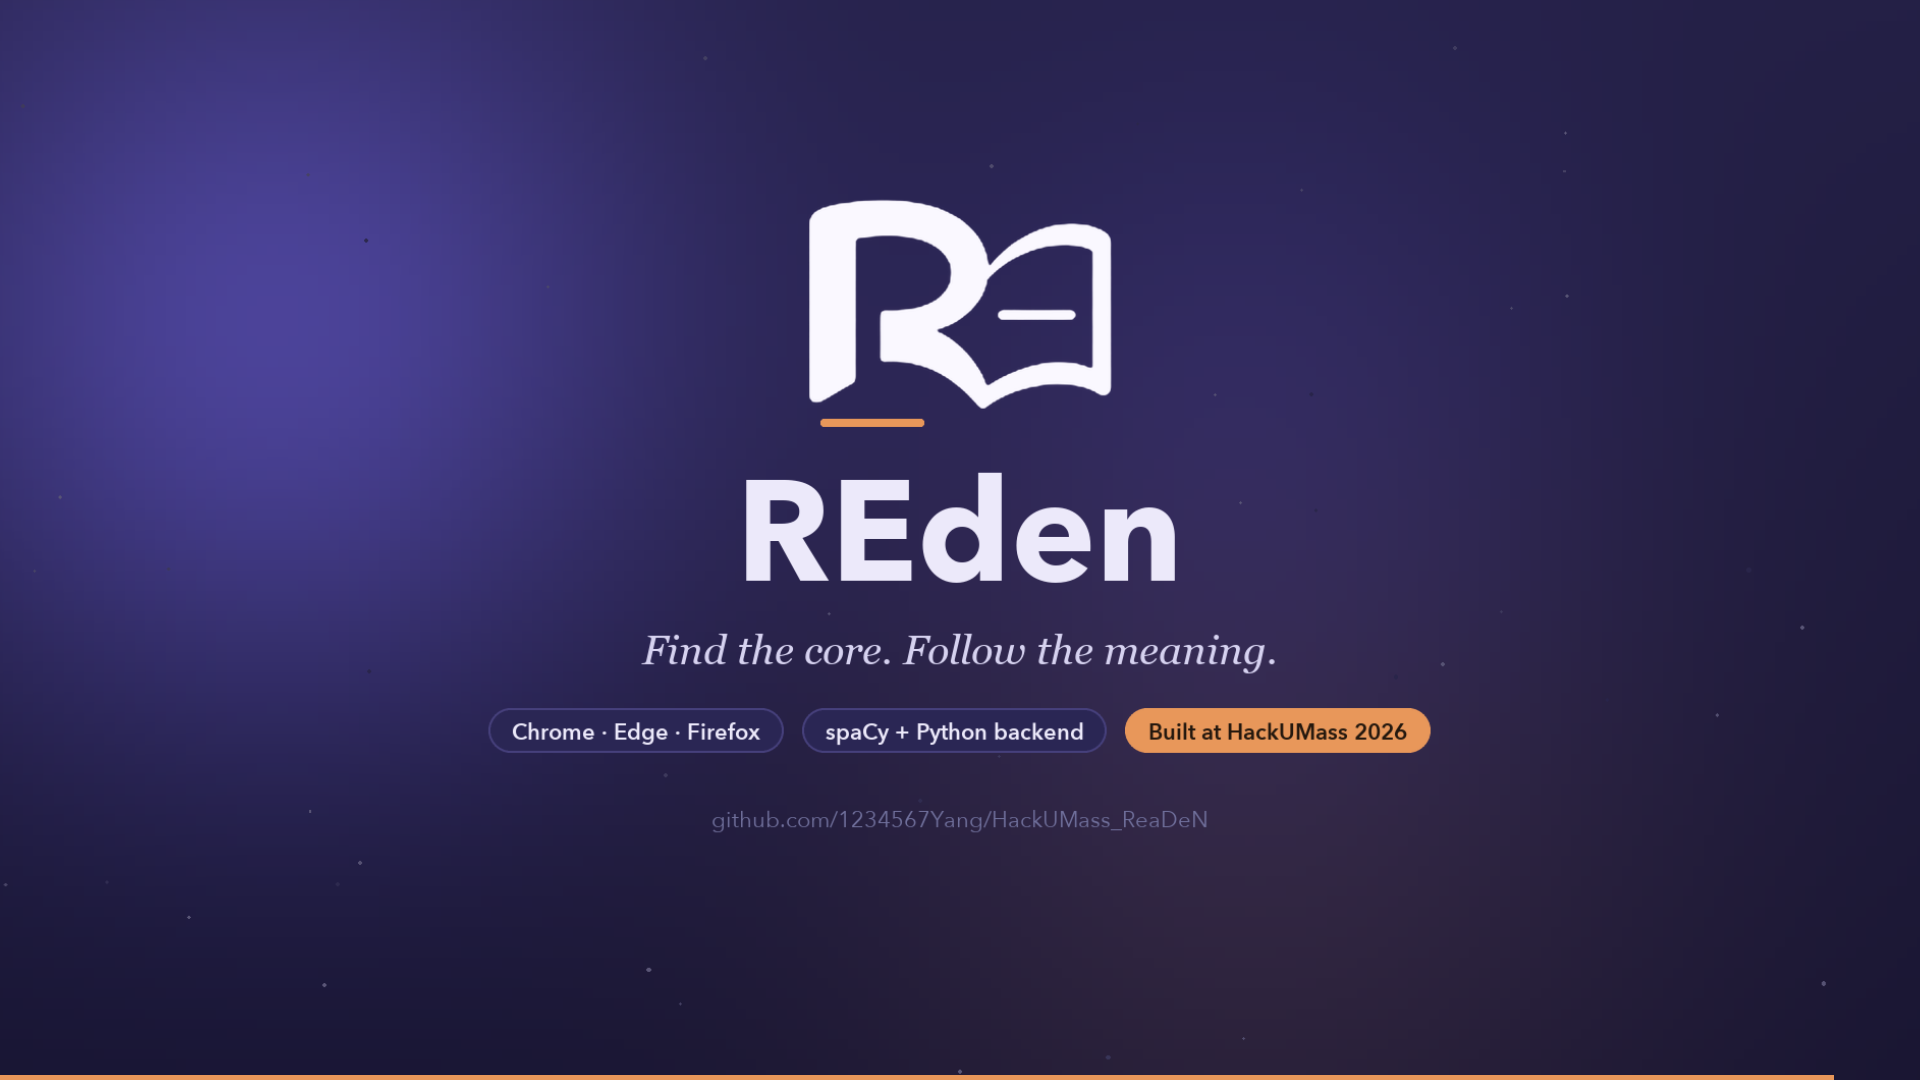 REden
Find the core. Follow the meaning.
Chrome · Edge · Firefox
spaCy + Python backend
Built at HackUMass 2026
github.com/1234567Yang/HackUMass_ReaDeN